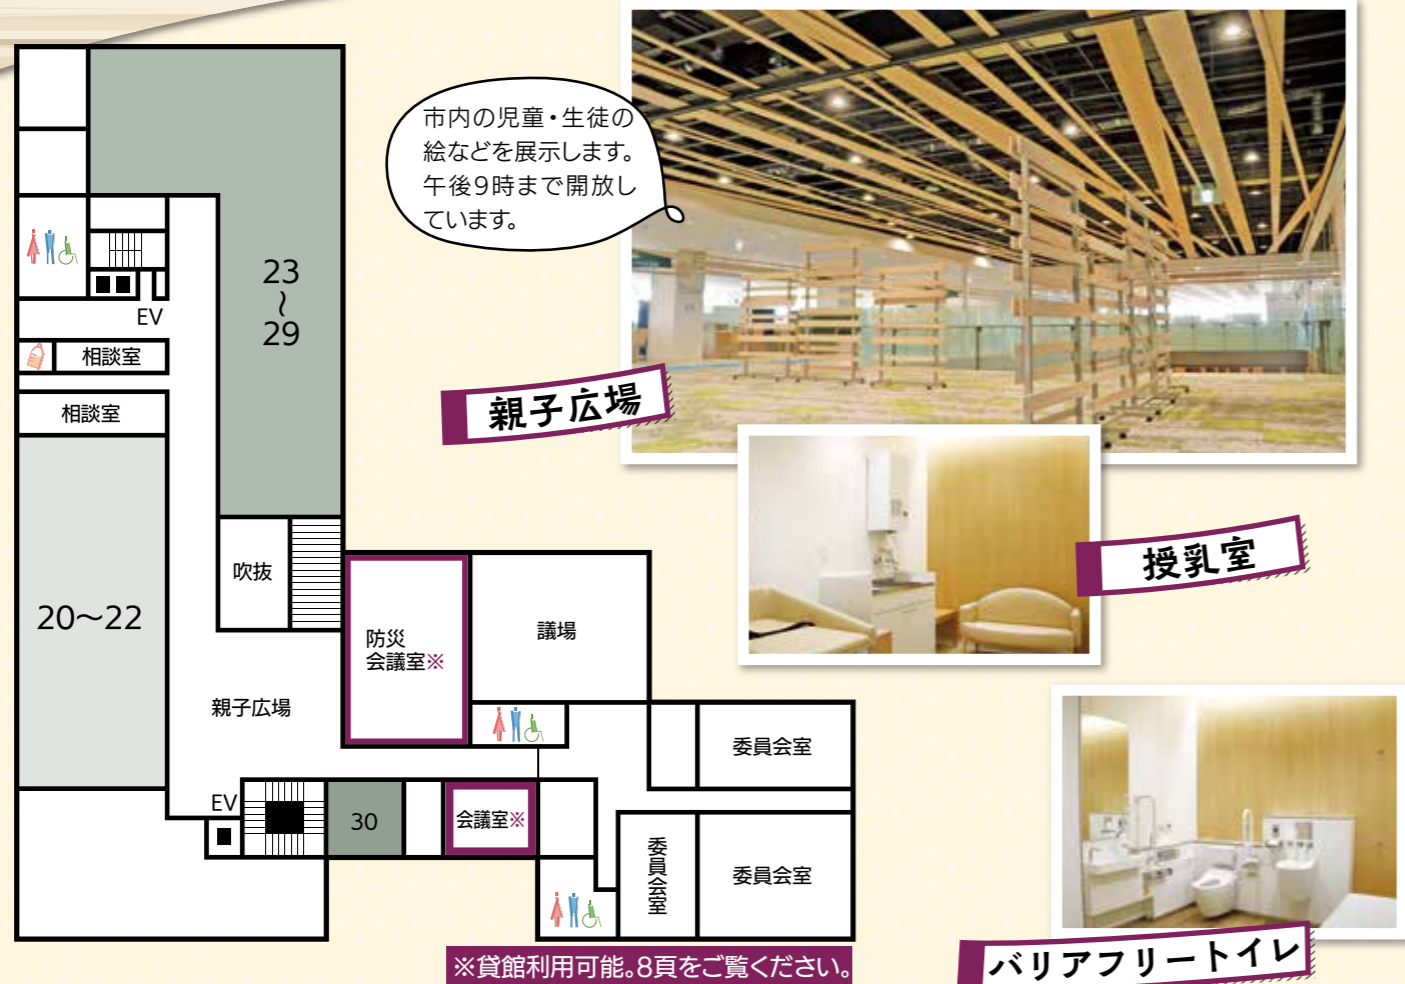 市内の児童・生徒の
絵などを展示します。
午後9時まで開放し
ています。
親子広場
授乳室
バリアフリートイレ
23
〜
29
EV
相談室
相談室
20〜22
吹抜
防災
会議室※
議場
親子広場
委員会室
EV
30
会議室※
委員会室
委員会室
※貸館利用可能。8頁をご覧ください。